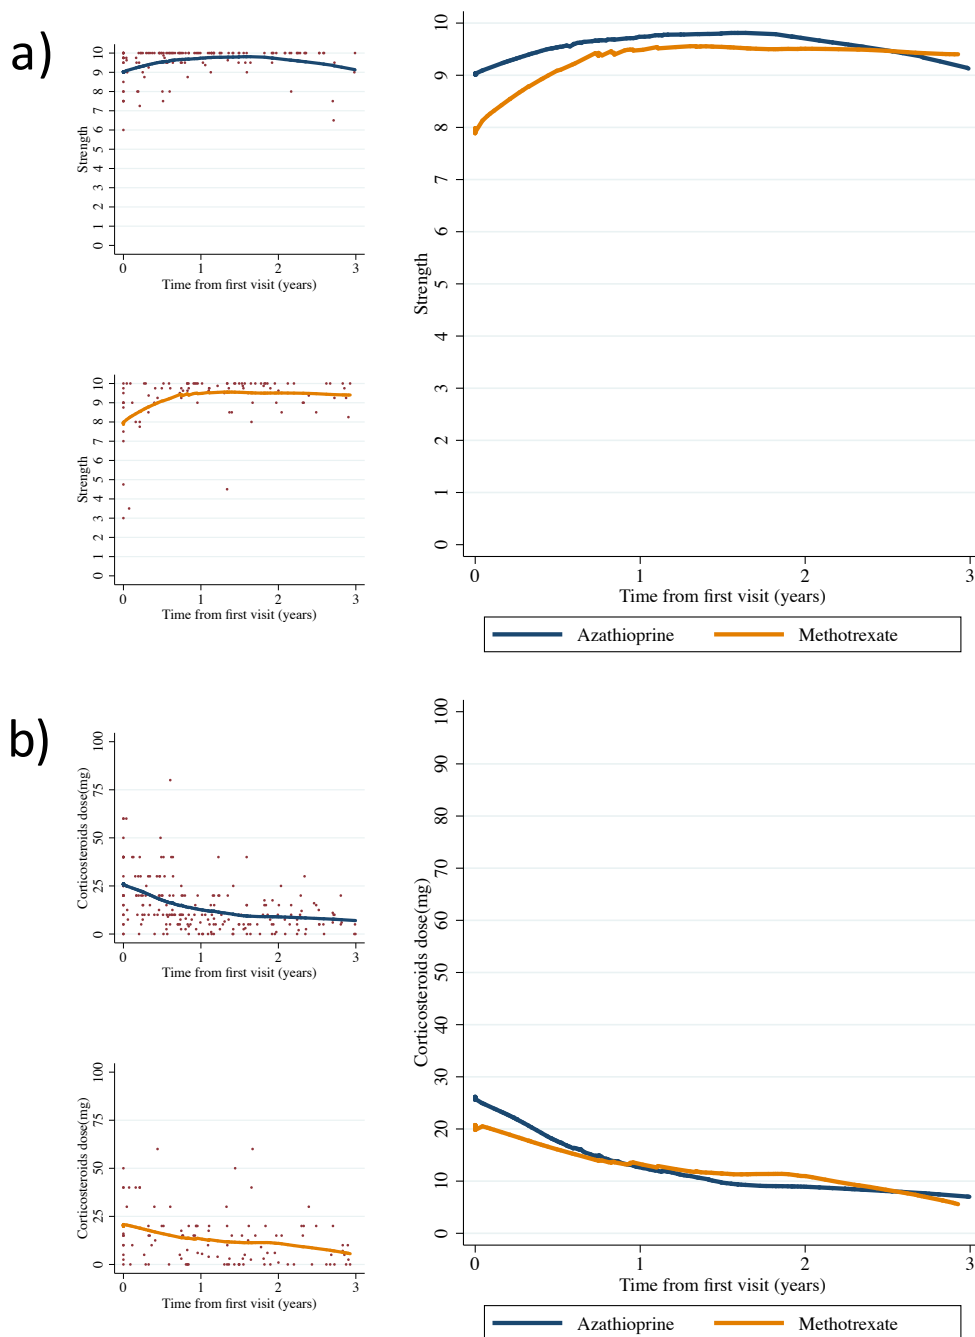 a)
10
9
8
7
6
5
4
3
2
1
0
Strength
0 1 2 3
Time from first visit (years)
10
9
8
7
6
5
4
3
2
1
0
Strength
0 1 2 3
Time from first visit (years)
10
9
8
7
6
5
4
3
2
1
0
Strength
0 1 2 3
Time from first visit (years)
Azathioprine Methotrexate
b)
100
75
50
25
0
Corticosteroids dose(mg)
0 1 2 3
Time from first visit (years)
100
75
50
25
0
Corticosteroids dose(mg)
0 1 2 3
Time from first visit (years)
100
90
80
70
60
50
40
30
20
10
0
Corticosteroids dose(mg)
0 1 2 3
Time from first visit (years)
Azathioprine Methotrexate